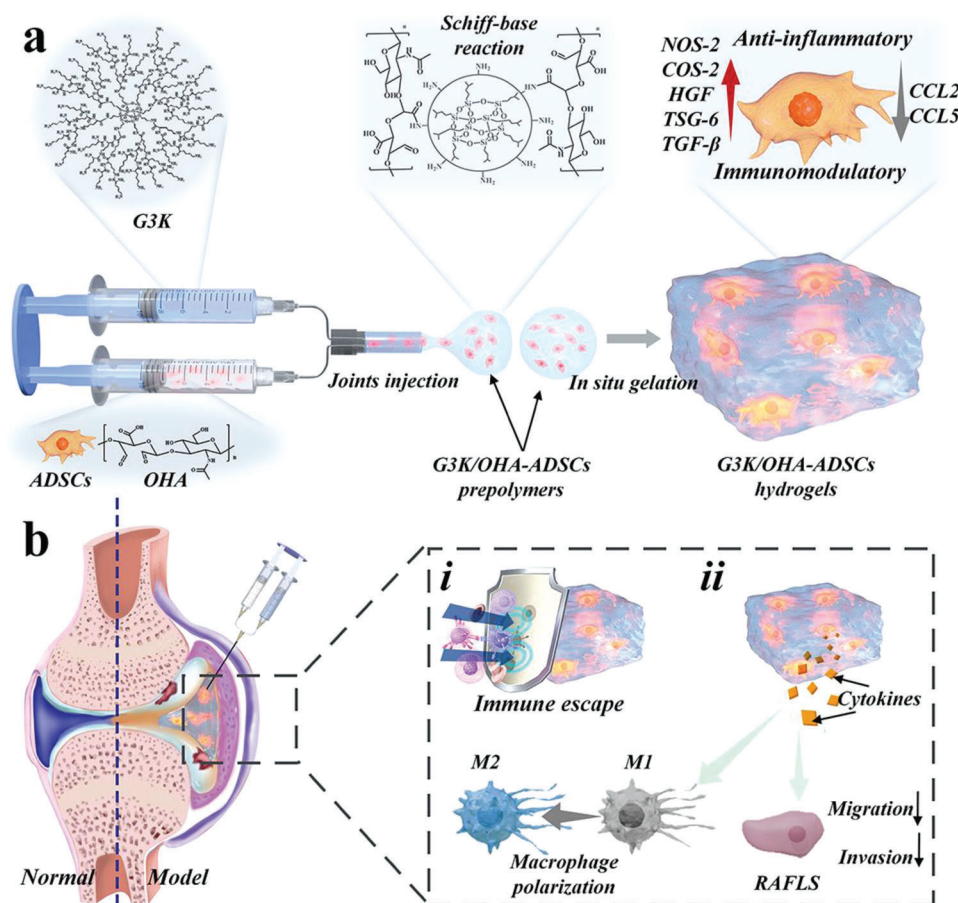 a
G3K
Schiff-base
reaction
NH₂
NOS-2
COS-2
HGF
TSG-6
TGF-β
Anti-inflammatory
Immunomodulatory
CCL2
CCL5
Joints injection
In situ gelation
ADSCs
OHA
G3K/OHA-ADSCs
prepolymers
G3K/OHA-ADSCs
hydrogels
b
Normal
Model
i
Immune escape
ii
Cytokines
M2
M1
Macrophage
polarization
RAFLS
Migration
Invasion